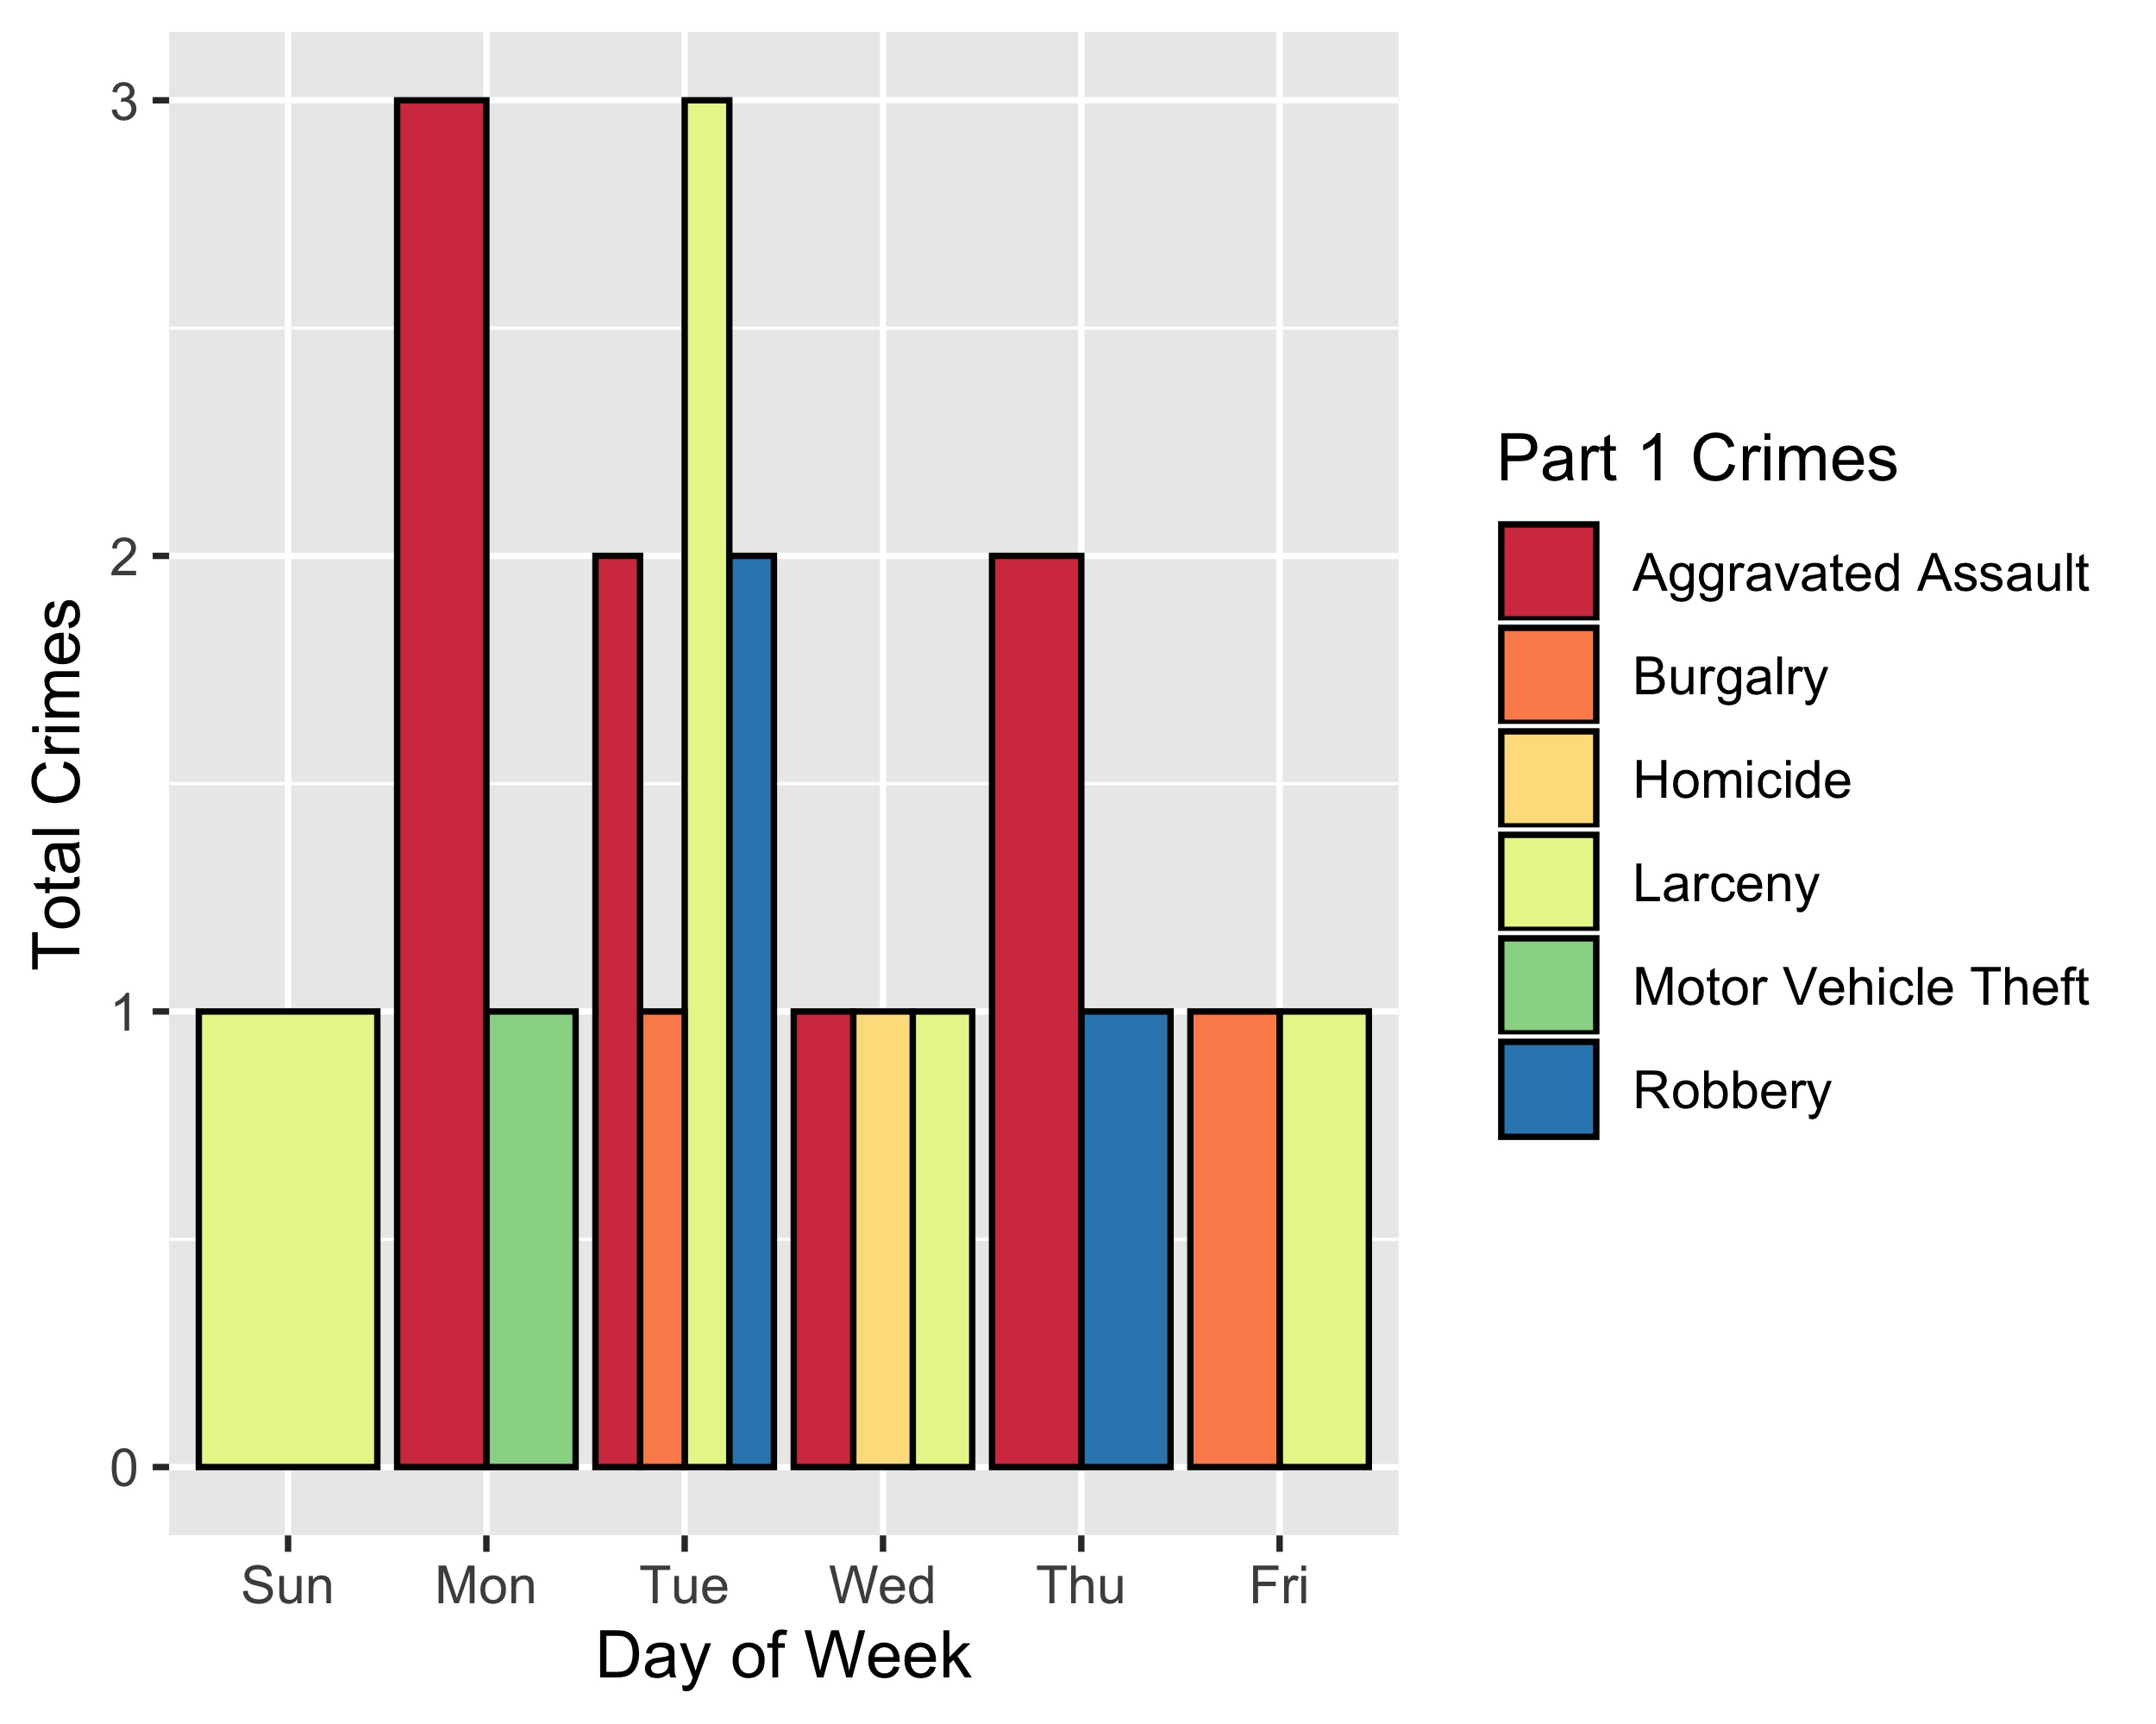 3
2
1
0
Total Crimes
Sun Mon Tue Wed Thu Fri
Day of Week
Part 1 Crimes
Aggravated Assault
Burgalry
Homicide
Larceny
Motor Vehicle Theft
Robbery